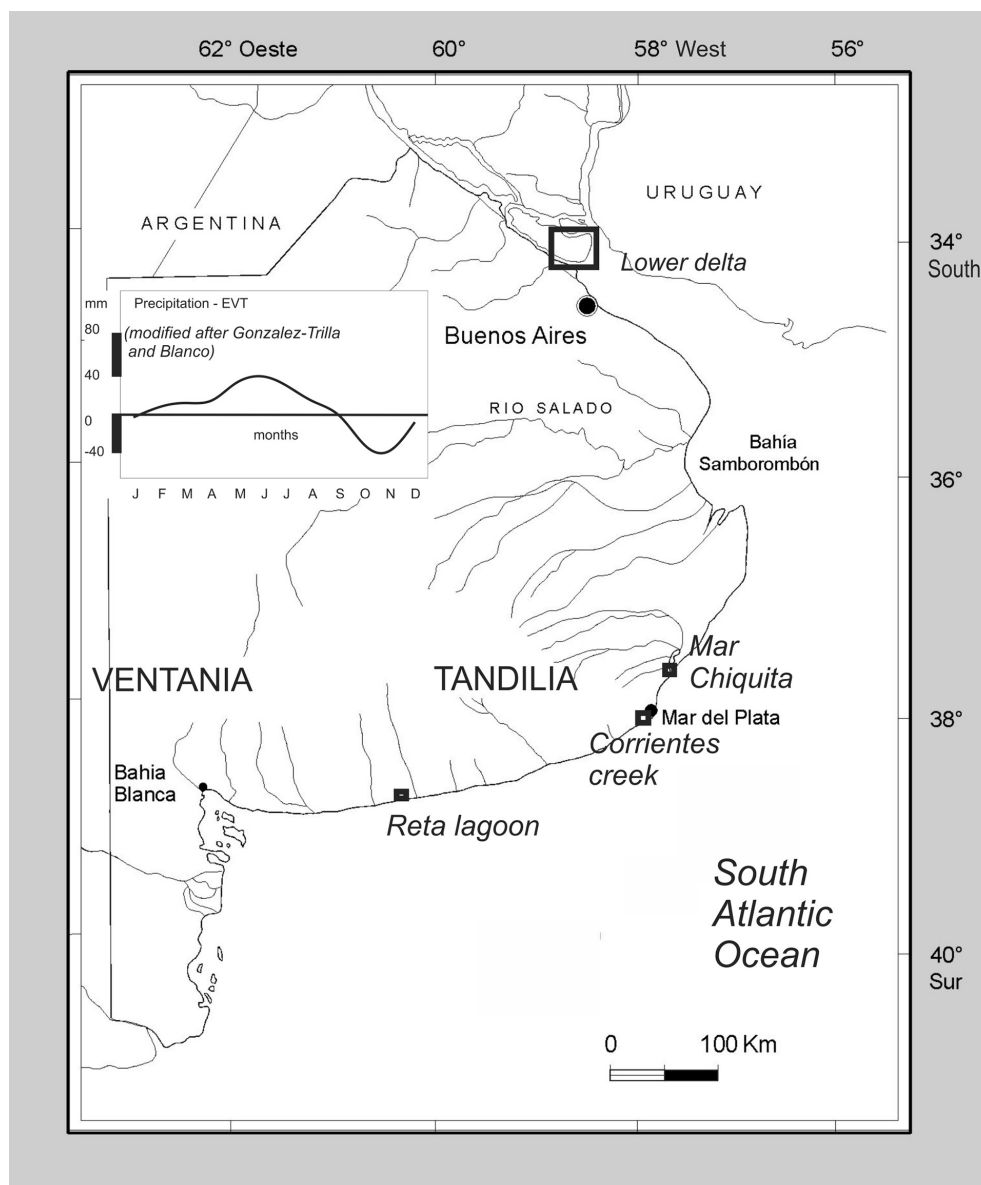 62° Oeste
60°
58° West
56°
URUGUAY
ARGENTINA
34°
South
Lower delta
mm
Precipitation - EVT
80
(modified after Gonzalez-Trilla
and Blanco)
Buenos Aires
40
RIO SALADO
0
months
-40
Bahía
Samborombón
36°
J F M A M J J A S O N D
Mar
Chiquita
VENTANIA
TANDILIA
Mar del Plata
38°
Corrientes
creek
Bahia
Blanca
Reta lagoon
South
Atlantic
Ocean
40°
Sur
0
100 Km